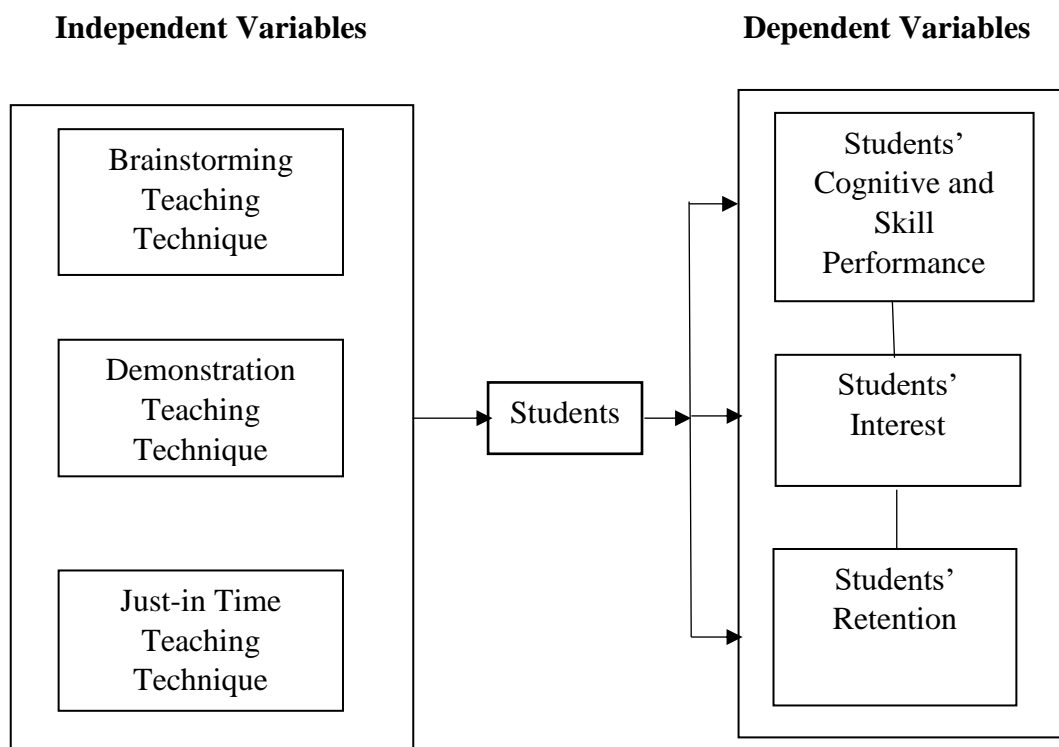 Independent Variables
Dependent Variables
Brainstorming
Teaching
Technique
Demonstration
Teaching
Technique
Just-in Time
Teaching
Technique
Students
Students’
Cognitive and
Skill
Performance
Students’
Interest
Students’
Retention